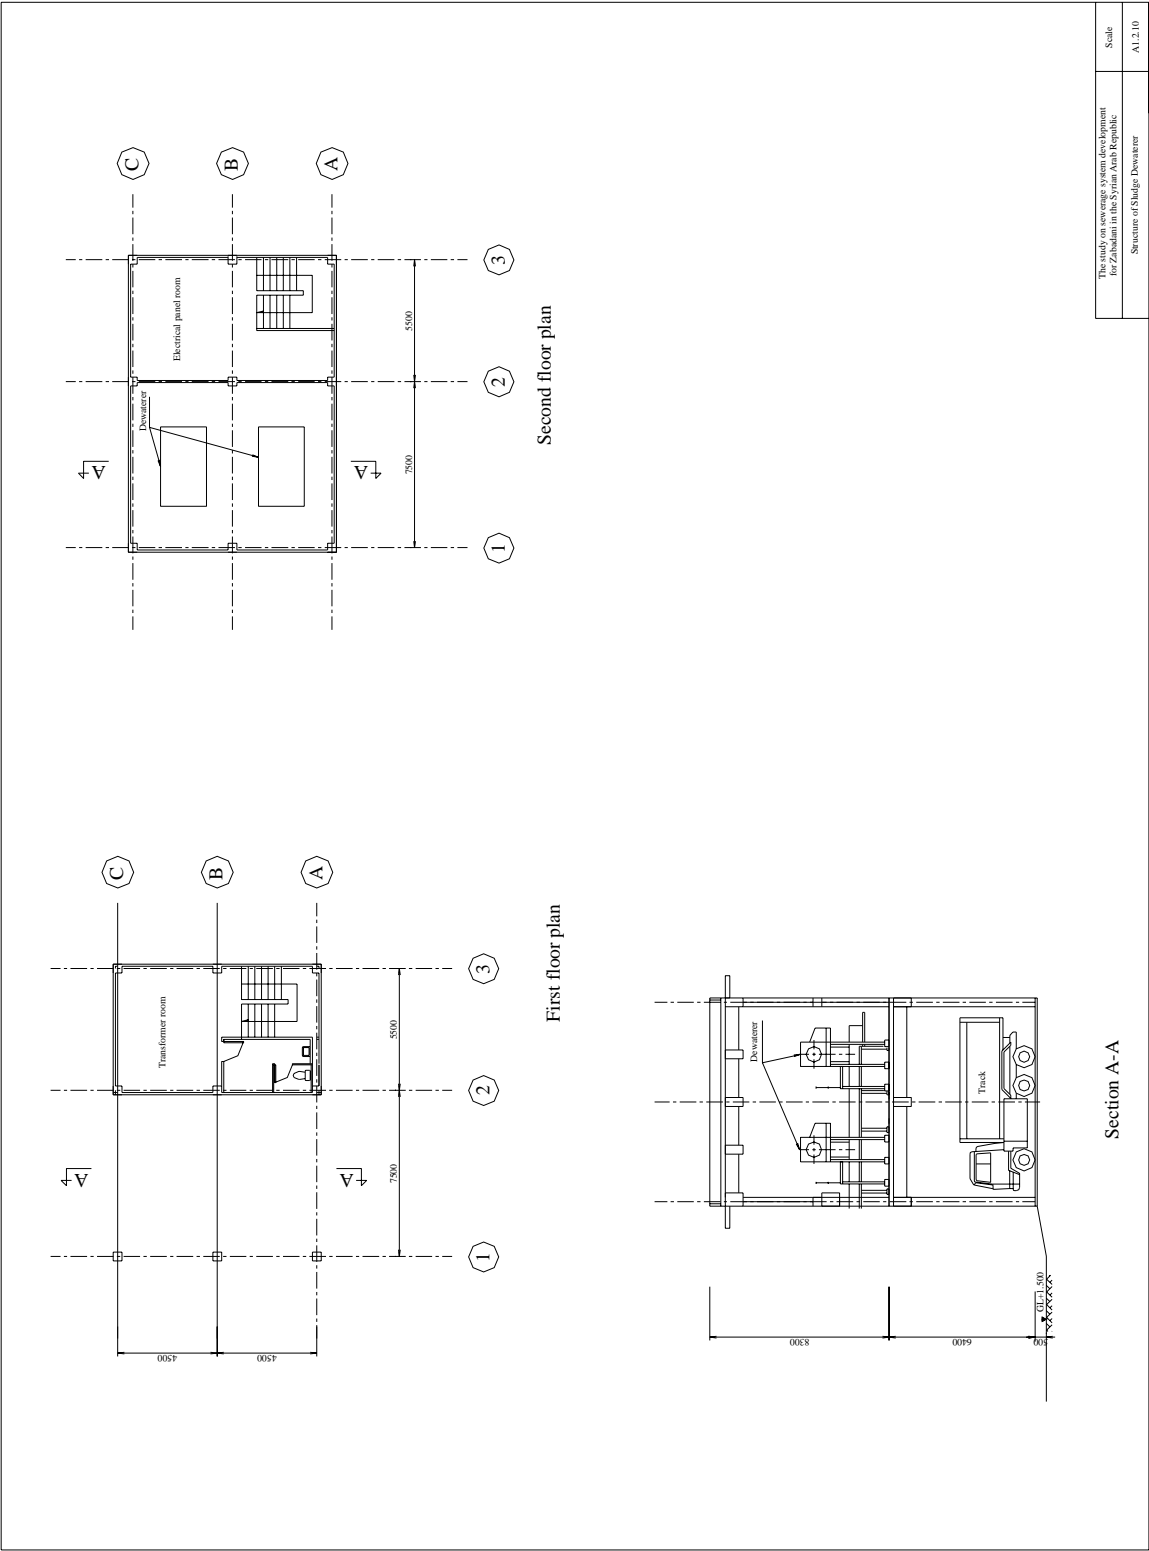 C
B
A
A
A
Electrical panel room
Dewaterer
5500
7500
3
2
1
Second floor plan
C
B
A
A
A
Transformer room
5500
7500
4500
4500
3
2
1
First floor plan
Dewaterer
Track
8300
6400
500
GL+1.500
Section A-A
The study on sewerage system development
for Zabadani in the Syrian Arab Republic
Scale
Structure of Sludge Dewaterer
A1.2.10